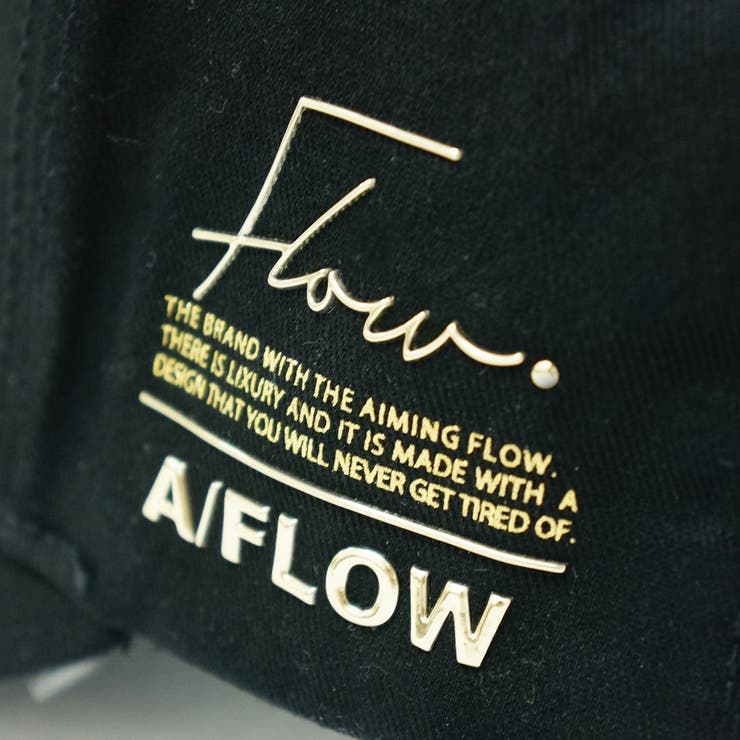 Flow.
THE BRAND WITH THE AIMING FLOW.
THERE IS LIXURY AND IT IS MADE WITH A
DESIGN THAT YOU WILL NEVER GET TIRED OF.
A/FLOW